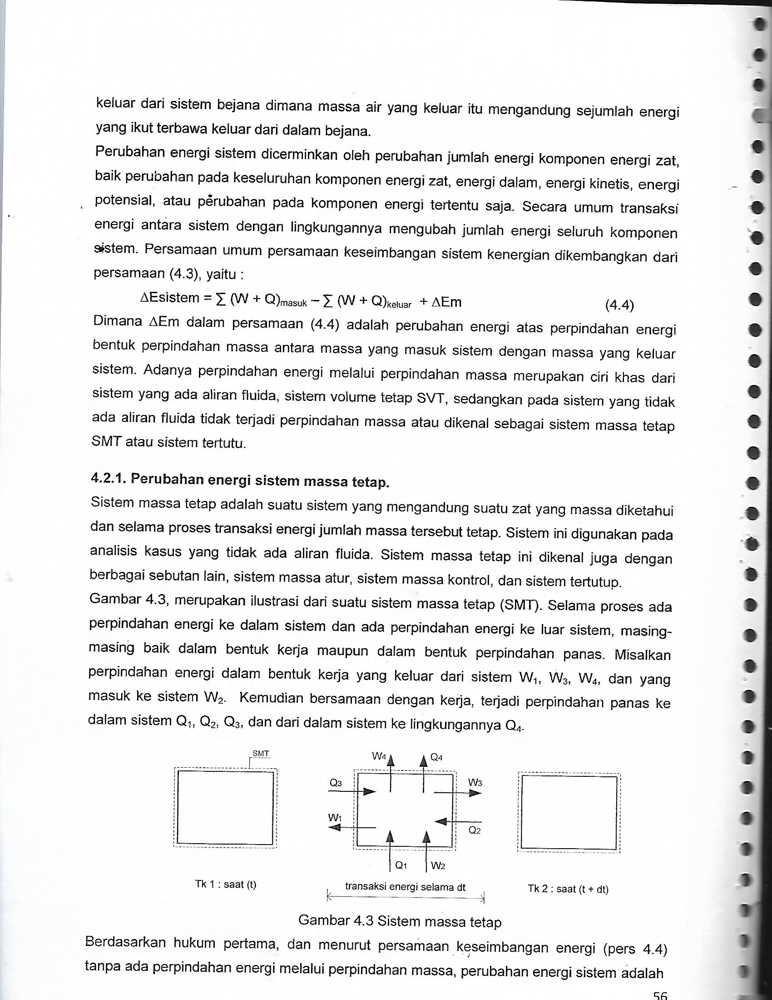 keluar dari sistem bejana dimana massa air yang keluar itu mengandung sejumlah energi
yang ikut terbawa keluar dari dalam bejana.
Perubahan energi sistem dicerminkan oleh perubahan jumlah energi komponen energi zat,
baik perubahan pada keseluruhan komponen energi zat, energi dalam, energi kinetis, energi
potensial, atau perubahan pada komponen energi tertentu saja. Secara umum transaksi
energi antara sistem dengan lingkungannya mengubah jumlah energi seluruh komponen
sistem. Persamaan umum persamaan keseimbangan sistem kenergian dikembangkan dari
persamaan (4.3), yaitu :
∆Esistem = ∑ (W + Q)masuk – ∑ (W + Q)keluar + ∆Em (4.4)
Dimana ∆Em dalam persamaan (4.4) adalah perubahan energi atas perpindahan energi
bentuk perpindahan massa antara massa yang masuk sistem dengan massa yang keluar
sistem. Adanya perpindahan energi melalui perpindahan massa merupakan ciri khas dari
sistem yang ada aliran fluida, sistem volume tetap SVT, sedangkan pada sistem yang tidak
ada aliran fluida tidak terjadi perpindahan massa atau dikenal sebagai sistem massa tetap
SMT atau sistem tertutu.
4.2.1. Perubahan energi sistem massa tetap.
Sistem massa tetap adalah suatu sistem yang mengandung suatu zat yang massa diketahui
dan selama proses transaksi energi jumlah massa tersebut tetap. Sistem ini digunakan pada
analisis kasus yang tidak ada aliran fluida. Sistem massa tetap ini dikenal juga dengan
berbagai sebutan lain, sistem massa atur, sistem massa kontrol, dan sistem tertutup.
Gambar 4.3, merupakan ilustrasi dari suatu sistem massa tetap (SMT). Selama proses ada
perpindahan energi ke dalam sistem dan ada perpindahan energi ke luar sistem, masing-
masing baik dalam bentuk kerja maupun dalam bentuk perpindahan panas. Misalkan
perpindahan energi dalam bentuk kerja yang keluar dari sistem W₁, W₃, W₄, dan yang
masuk ke sistem W₂. Kemudian bersamaan dengan kerja, terjadi perpindahan panas ke
dalam sistem Q₁, Q₂, Q₃, dan dari dalam sistem ke lingkungannya Q₄.
SMT
W4
Q4
Q3
W3
W1
Q2
Q1
W2
Tk 1 : saat (t)
transaksi energi selama dt
Tk 2 : saat (t + dt)
Gambar 4.3 Sistem massa tetap
Berdasarkan hukum pertama, dan menurut persamaan keseimbangan energi (pers 4.4)
tanpa ada perpindahan energi melalui perpindahan massa, perubahan energi sistem adalah
56